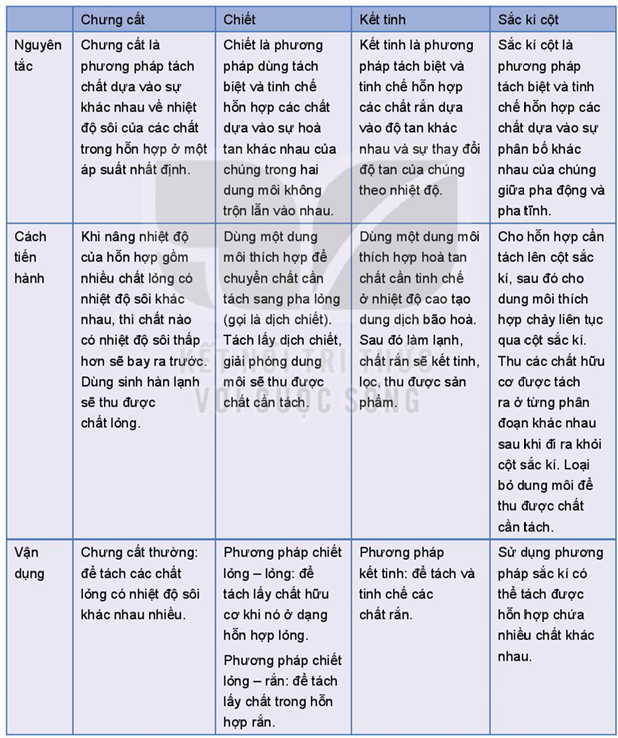 Chưng cất
Chiết
Kết tinh
Sắc kí cột
Nguyên
tắc
Chưng cất là
phương pháp tách
chất dựa vào sự
khác nhau về nhiệt
độ sôi của các chất
trong hỗn hợp ở một
áp suất nhất định.
Chiết là phương
pháp dùng tách
biệt và tinh chế
hỗn hợp các chất
dựa vào sự hoà
tan khác nhau của
chúng trong hai
dung môi không
trộn lẫn vào nhau.
Kết tinh là phương
pháp tách biệt và
tinh chế hỗn hợp
các chất rắn dựa
vào độ tan khác
nhau và sự thay đổi
độ tan của chúng
theo nhiệt độ.
Sắc kí cột là
phương pháp
tách biệt và tinh
chế hỗn hợp các
chất dựa vào sự
phân bố khác
nhau của chúng
giữa pha động và
pha tĩnh.
Cách
tiến
hành
Khi nâng nhiệt độ
của hỗn hợp gồm
nhiều chất lỏng có
nhiệt độ sôi khác
nhau, thì chất nào
có nhiệt độ sôi thấp
hơn sẽ bay ra trước.
Dùng sinh hàn lạnh
sẽ thu được
chất lỏng.
Dùng một dung
môi thích hợp để
chuyển chất cần
tách sang pha lỏng
(gọi là dịch chiết).
Tách lấy dịch chiết,
giải phóng dung
môi sẽ thu được
chất cần tách.
Dùng một dung môi
thích hợp hoà tan
chất cần tinh chế
ở nhiệt độ cao tạo
dung dịch bão hoà.
Sau đó làm lạnh,
chất rắn sẽ kết tinh,
lọc, thu được sản
phẩm.
Cho hỗn hợp cần
tách lên cột sắc
kí, sau đó cho
dung môi thích
hợp chảy liên tục
qua cột sắc kí.
Thu các chất hữu
cơ được tách
ra ở từng phân
đoạn khác nhau
sau khi đi ra khỏi
cột sắc kí. Loại
bỏ dung môi để
thu được chất
cần tách.
Vận
dụng
Chưng cất thường:
để tách các chất
lỏng có nhiệt độ sôi
khác nhau nhiều.
Phương pháp chiết
lỏng – lỏng: để
tách lấy chất hữu
cơ khi nó ở dạng
hỗn hợp lỏng.
Phương pháp chiết
lỏng – rắn: để tách
lấy chất trong hỗn
hợp rắn.
Phương pháp
kết tinh: để tách và
tinh chế các
chất rắn.
Sử dụng phương
pháp sắc kí có
thể tách được
hỗn hợp chứa
nhiều chất khác
nhau.
KẾT NỐI TRI THỨC
VỚI CUỘC SỐNG